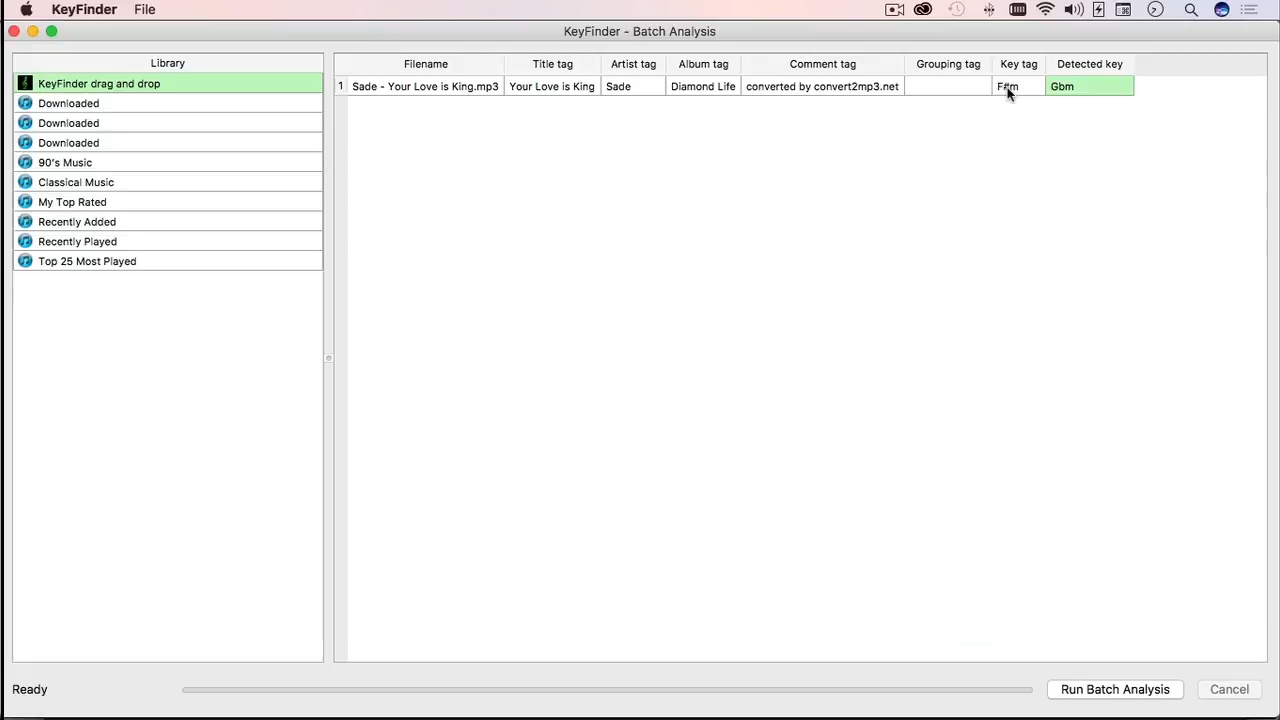 KeyFinder File
KeyFinder - Batch Analysis
Library
KeyFinder drag and drop
Downloaded
Downloaded
Downloaded
90's Music
Classical Music
My Top Rated
Recently Added
Recently Played
Top 25 Most Played
Filename Title tag Artist tag Album tag Comment tag Grouping tag Key tag Detected key
1 Sade - Your Love is King.mp3 Your Love is King Sade Diamond Life converted by convert2mp3.net F#m Gbm
Ready
Run Batch Analysis Cancel